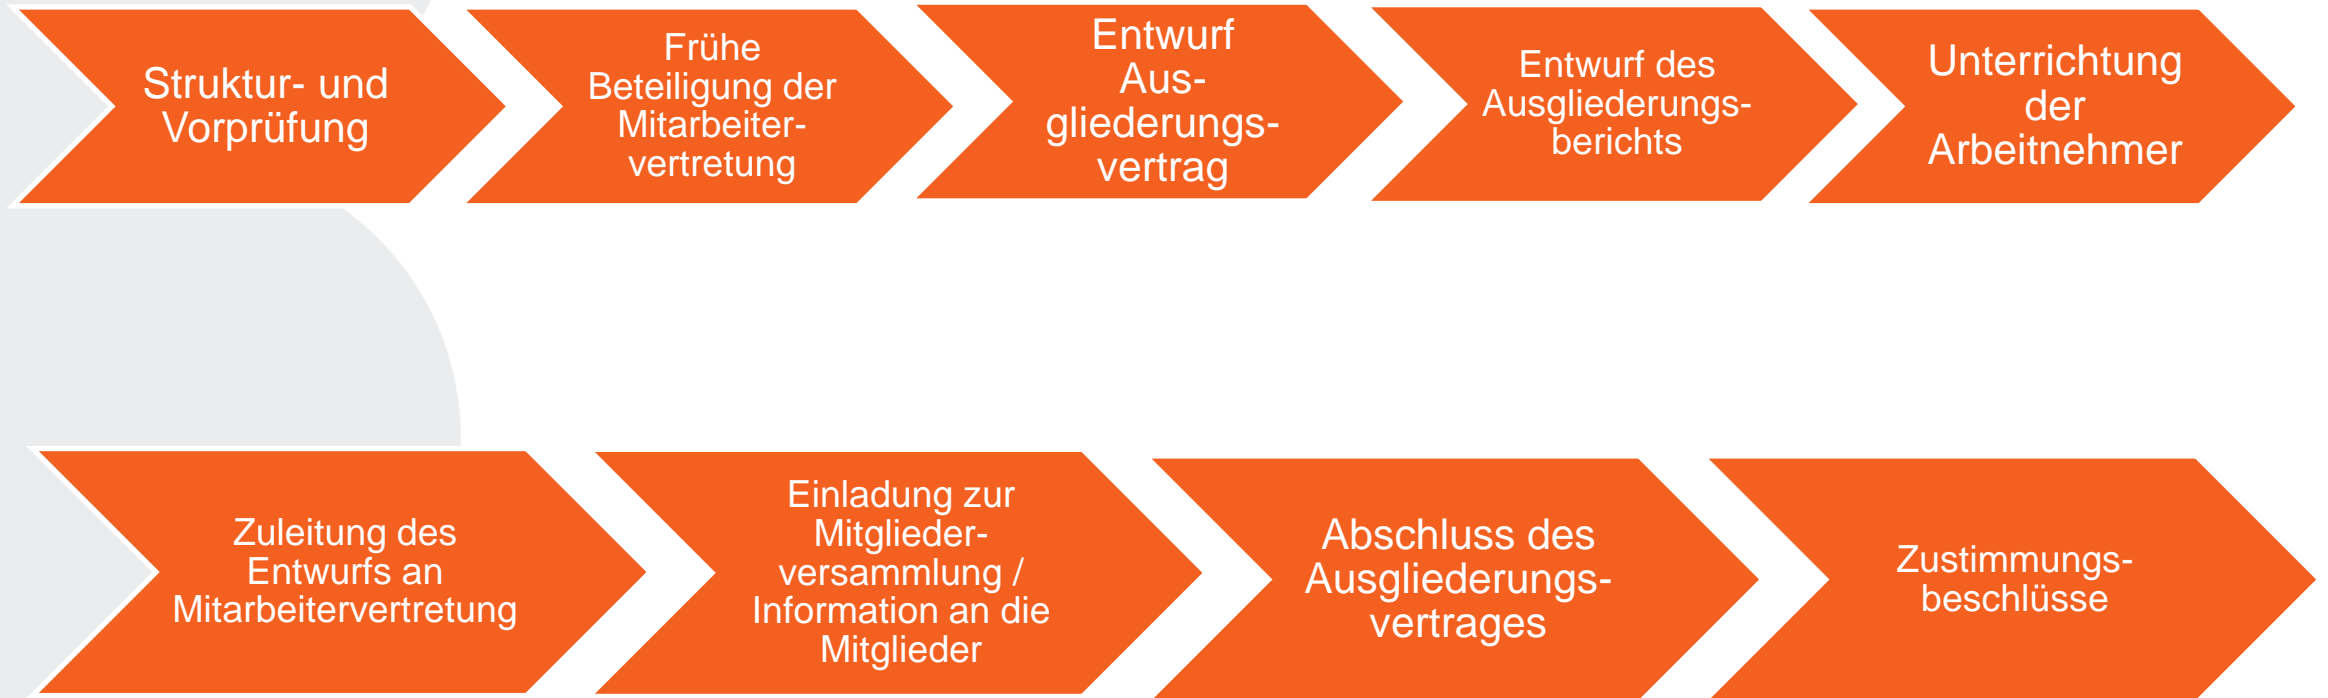 Struktur- und
Vorprüfung
Frühe
Beteiligung der
Mitarbeiter-
vertretung
Entwurf
Aus-
gliederungs-
vertrag
Entwurf des
Ausgliederungs-
berichts
Unterrichtung
der
Arbeitnehmer
Zuleitung des
Entwurfs an
Mitarbeitervertretung
Einladung zur
Mitglieder-
versammlung /
Information an die
Mitglieder
Abschluss des
Ausgliederungs-
vertrages
Zustimmungs-
beschlüsse